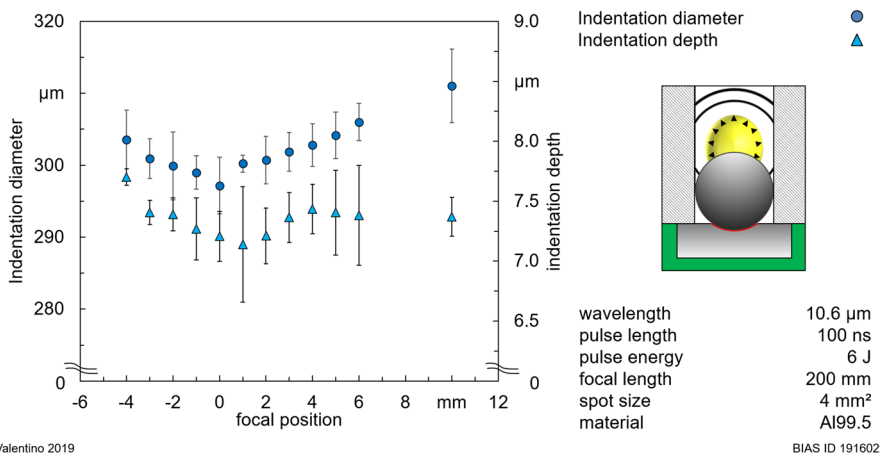 320
μm
300
290
280
0
Indentation diameter
9.0
μm
8.0
7.5
7.0
6.5
0
indentation depth
-6 -4 -2 0 2 4 6 8 mm 12
focal position
Indentation diameter
Indentation depth
wavelength 10.6 μm
pulse length 100 ns
pulse energy 6 J
focal length 200 mm
spot size 4 mm²
material Al99.5
Valentino 2019
BIAS ID 191602